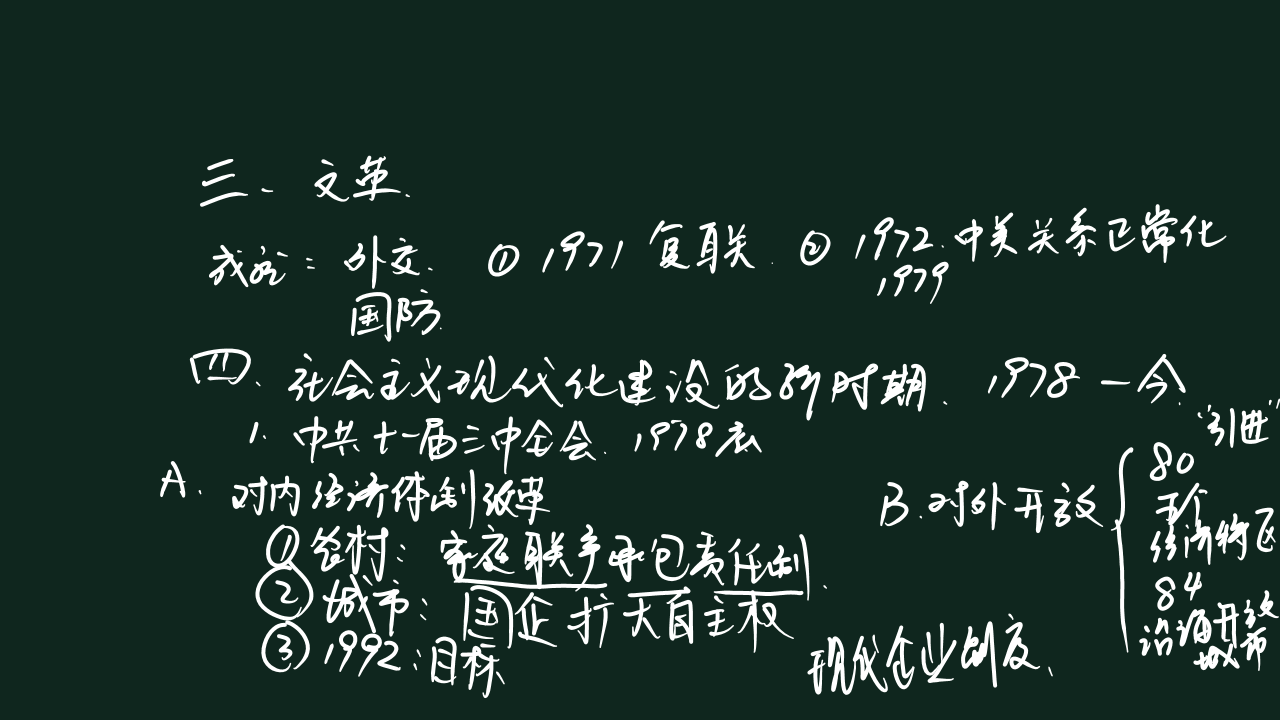 三、文革.
成就：外交. ① 1971 复联. ② 1972. 中美关系正常化
1979
国防.
四、社会主义现代化建设的新时期. 1978 一今.
1. 中共十一届三中全会. 1978底
"引进"
A. 对内经济体制改革
B. 对外开放
80
五个
经济特区
84
沿海开放
城市
① 农村：家庭联产承包责任制.
② 城市：国企扩大自主权
现代企业制度.
③ 1992：目标